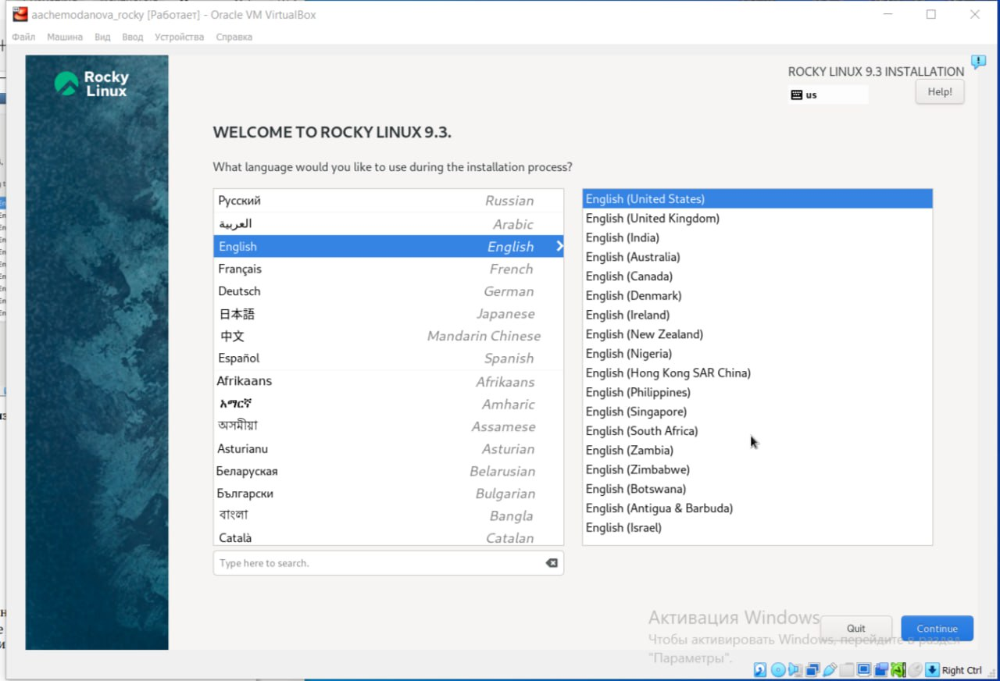 aachemodanova_rocky [Работает] - Oracle VM VirtualBox
Файл Машина Вид Ввод Устройства Справка
Rocky
Linux
ROCKY LINUX 9.3 INSTALLATION
us
Help!
WELCOME TO ROCKY LINUX 9.3.
What language would you like to use during the installation process?
Русский Russian
العربية Arabic
English English
Français French
Deutsch German
日本語 Japanese
中文 Mandarin Chinese
Español Spanish
Afrikaans Afrikaans
አማርኛ Amharic
অসমীয়া Assamese
Asturianu Asturian
Беларуская Belarusian
Български Bulgarian
বাংলা Bangla
Català Catalan
Type here to search.
English (United States)
English (United Kingdom)
English (India)
English (Australia)
English (Canada)
English (Denmark)
English (Ireland)
English (New Zealand)
English (Nigeria)
English (Hong Kong SAR China)
English (Philippines)
English (Singapore)
English (South Africa)
English (Zambia)
English (Zimbabwe)
English (Botswana)
English (Antigua & Barbuda)
English (Israel)
Активация Windows
Чтобы активировать Windows, перейдите в раздел
"Параметры".
Quit
Continue
Right Ctrl